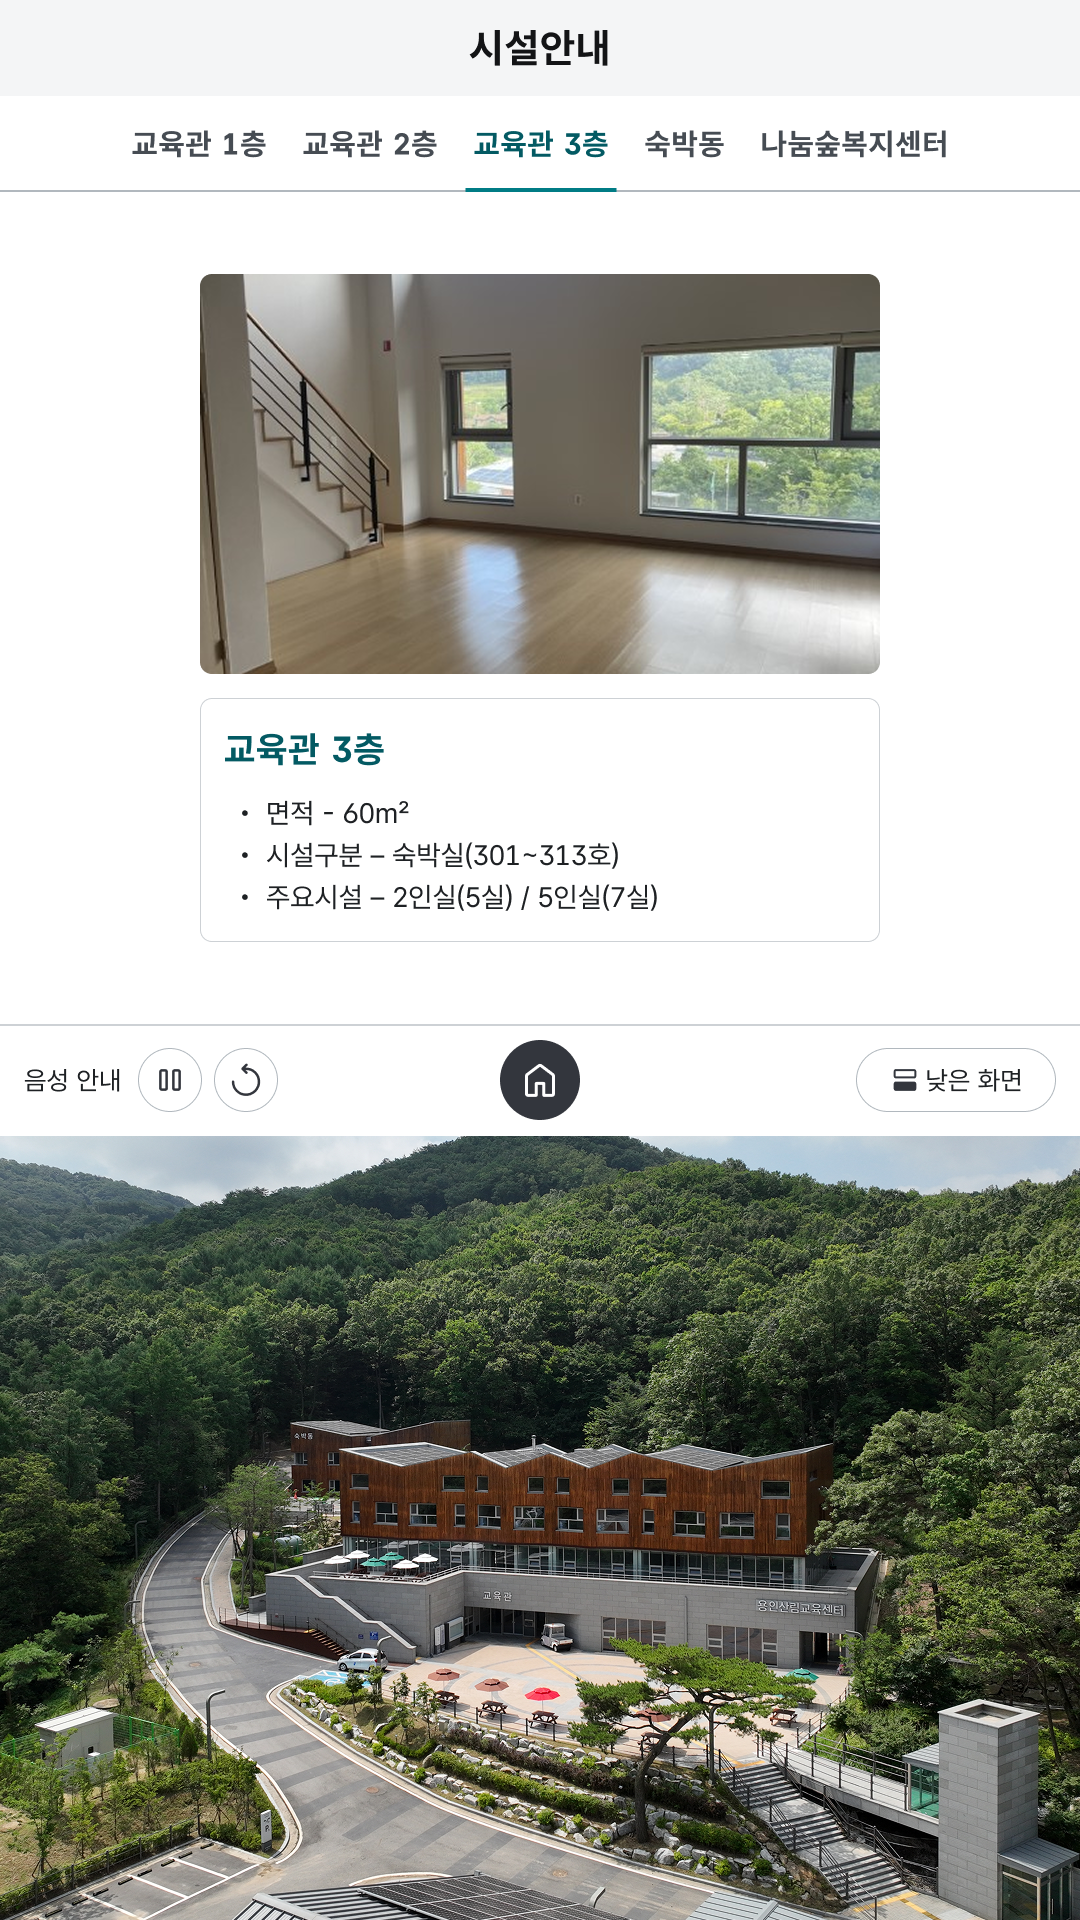 시설안내
교육관 1층
교육관 2층
교육관 3층
숙박동
나눔숲복지센터
교육관 3층
• 면적 - 60m²
• 시설구분 – 숙박실(301~313호)
• 주요시설 – 2인실(5실) / 5인실(7실)
음성 안내
낮은 화면
숙박동
교육관
용인산림교육센터